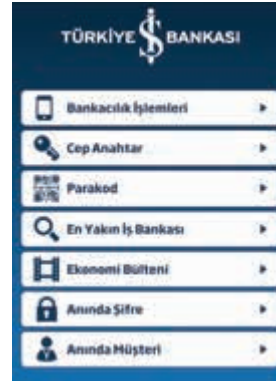 TÜRKİYE İŞ BANKASI
Bankacılık İşlemleri
Cep Anahtar
Parakod
En Yakın İş Bankası
Ekonomi Bülteni
Anında Şifre
Anında Müşteri